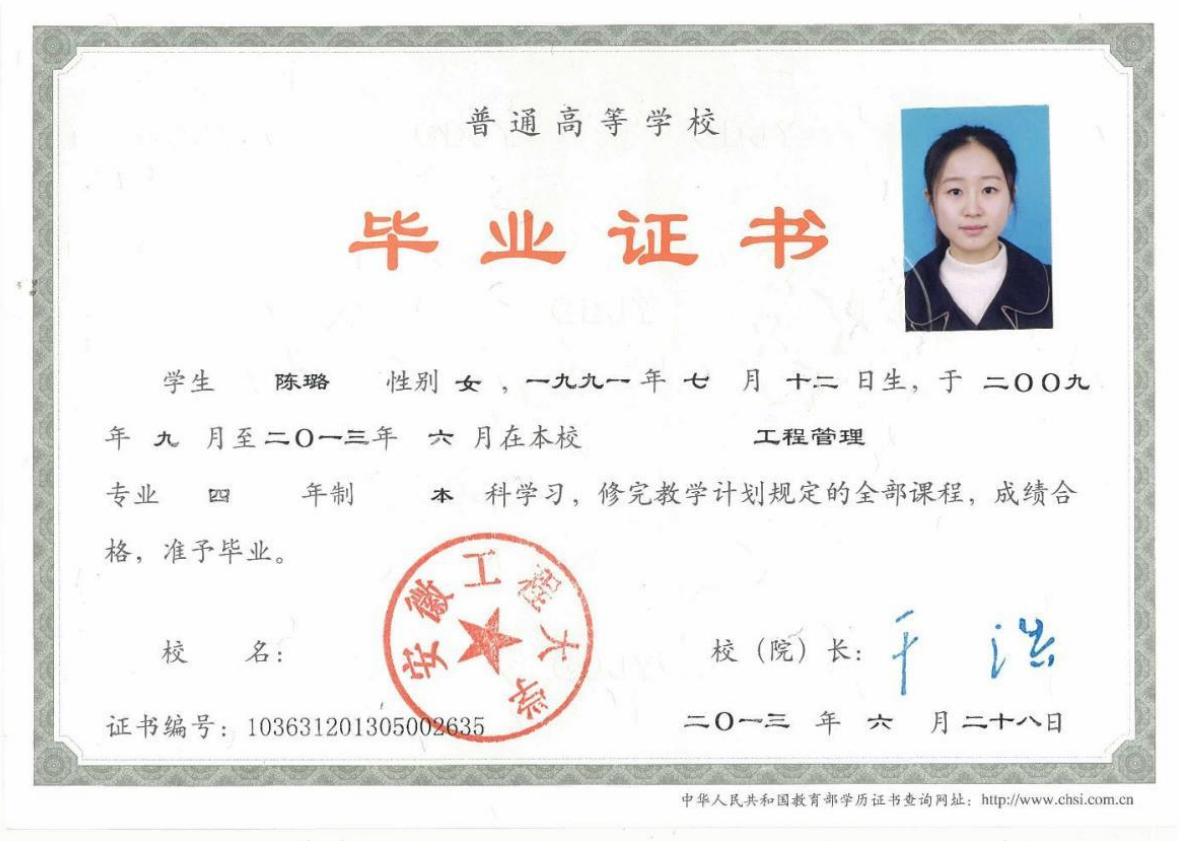 普通高等学校
毕业证书
学生 陈璐 性别 女 ，一九九一 年 七 月 十二 日生，于 二〇〇九
年 九 月至 二〇一三 年 六 月在本校 工程管理
专业 四 年制 本 科学习，修完教学计划规定的全部课程，成绩合
格，准予毕业。
安徽工程大学
校 名： 校（院）长：
证书编号：103631201305002635 二〇一三 年 六 月 二十八日
中华人民共和国教育部学历证书查询网址：http://www.chsi.com.cn